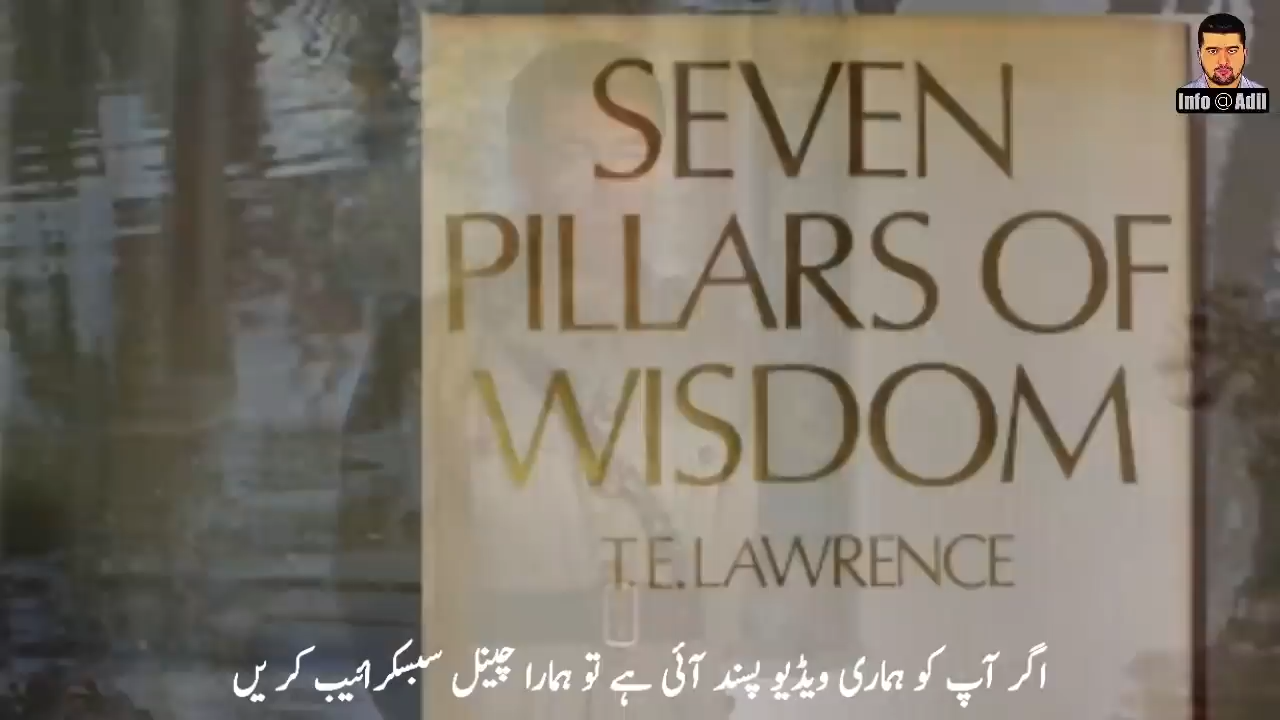 SEVEN
PILLARS OF
WISDOM
T.E. LAWRENCE
Info @ Adil
اگر آپ کو ہماری ویڈیو پسند آئی ہے تو ہمارا چینل سبسکرائیب کریں